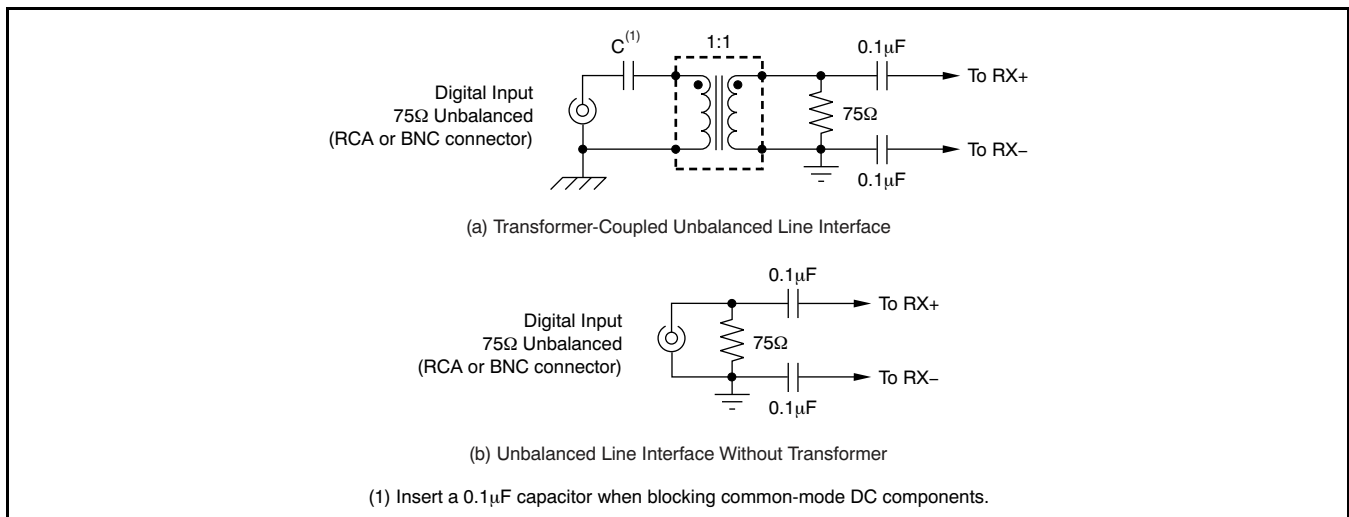 C(1)
1:1
0.1μF
To RX+
Digital Input
75Ω Unbalanced
(RCA or BNC connector)
75Ω
To RX−
0.1μF
(a) Transformer-Coupled Unbalanced Line Interface
0.1μF
To RX+
Digital Input
75Ω Unbalanced
(RCA or BNC connector)
75Ω
To RX−
0.1μF
(b) Unbalanced Line Interface Without Transformer
(1) Insert a 0.1μF capacitor when blocking common-mode DC components.